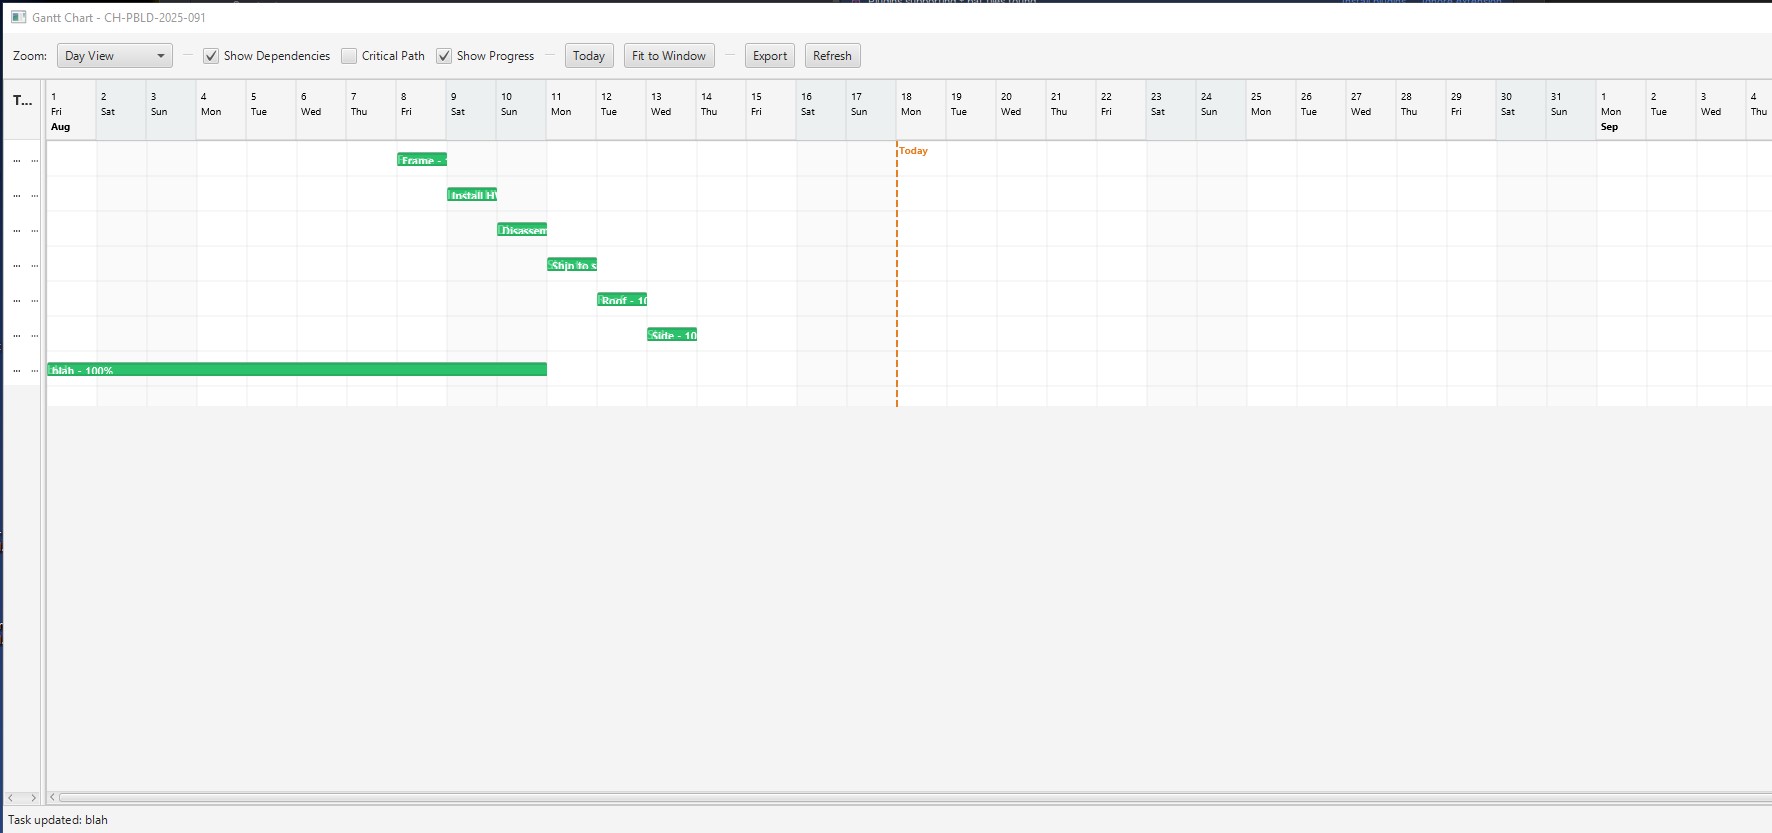 Gantt Chart - CH-PBLD-2025-091
Zoom: Day View Show Dependencies Critical Path Show Progress Today Fit to Window Export Refresh
T... 1 2 3 4 5 6 7 8 9 10 11 12 13 14 15 16 17 18 19 20 21 22 23 24 25 26 27 28 29 30 31 1 2 3 4
Fri Sat Sun Mon Tue Wed Thu Fri Sat Sun Mon Tue Wed Thu Fri Sat Sun Mon Tue Wed Thu Fri Sat Sun Mon Tue Wed Thu Fri Sat Sun Mon Tue Wed Thu
Aug Sep
Today
... ... Frame -
... ... Install
... ... Disassem
... ... Ship to s
... ... Roof - 10
... ... Side - 10
... ... blah - 100%
Task updated: blah